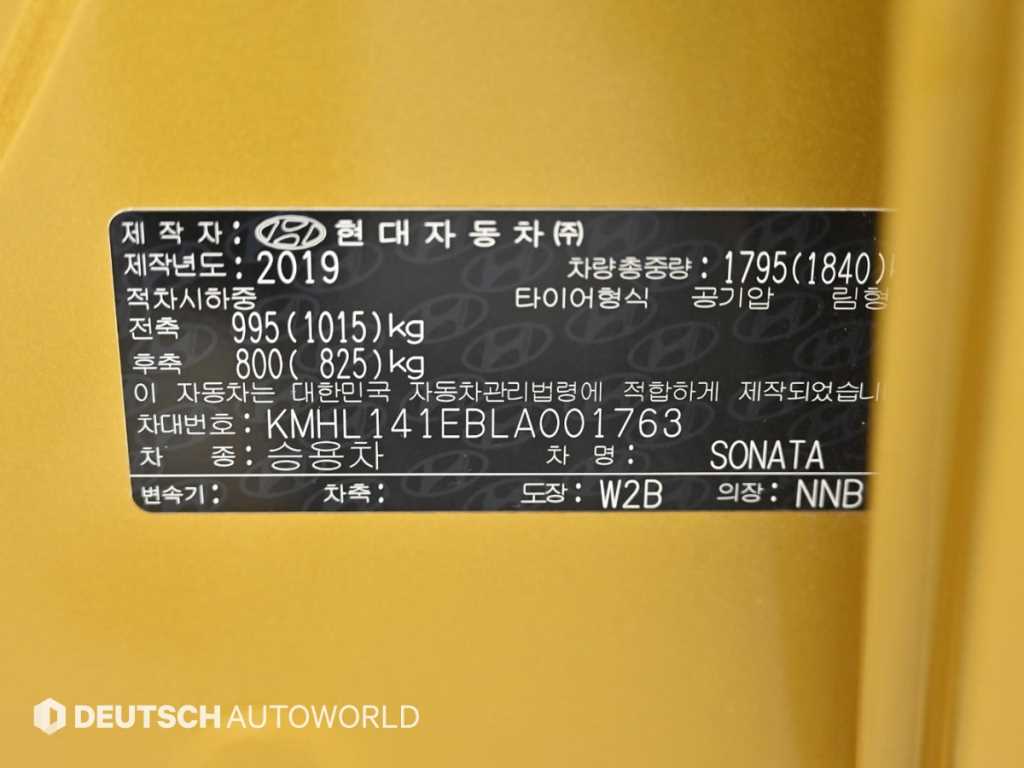 제 작 자 : 현대자동차㈜
제작년도 : 2019 차량총중량 : 1795(1840)
적차시하중 타이어형식 공기압 림형
전축 995(1015)kg
후축 800( 825)kg
이 자동차는 대한민국 자동차관리법령에 적합하게 제작되었습니
차대번호 : KMHL141EBLA001763
차 종 : 승용차 차 명 : SONATA
변속기 : 차축 : 도장 : W2B 의장 : NNB
DEUTSCH AUTOWORLD